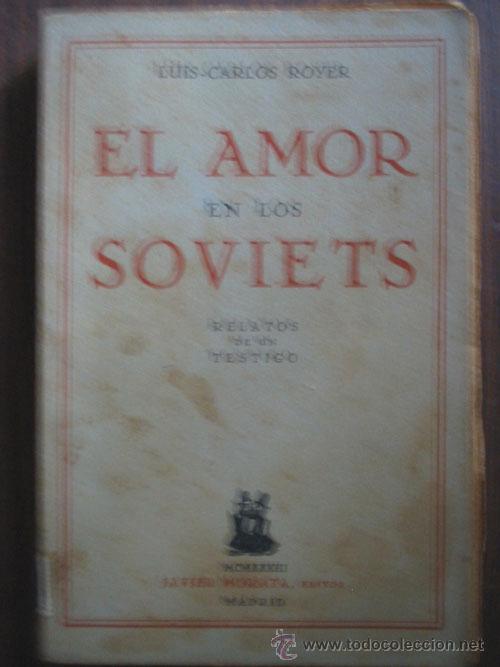 LUIS-CARLOS ROYER
EL AMOR
EN LOS
SOVIETS
RELATOS
DE UN
TESTIGO
MCMXXXIII
JAVIER MORATA, EDITOR
MADRID
www.todocoleccion.net